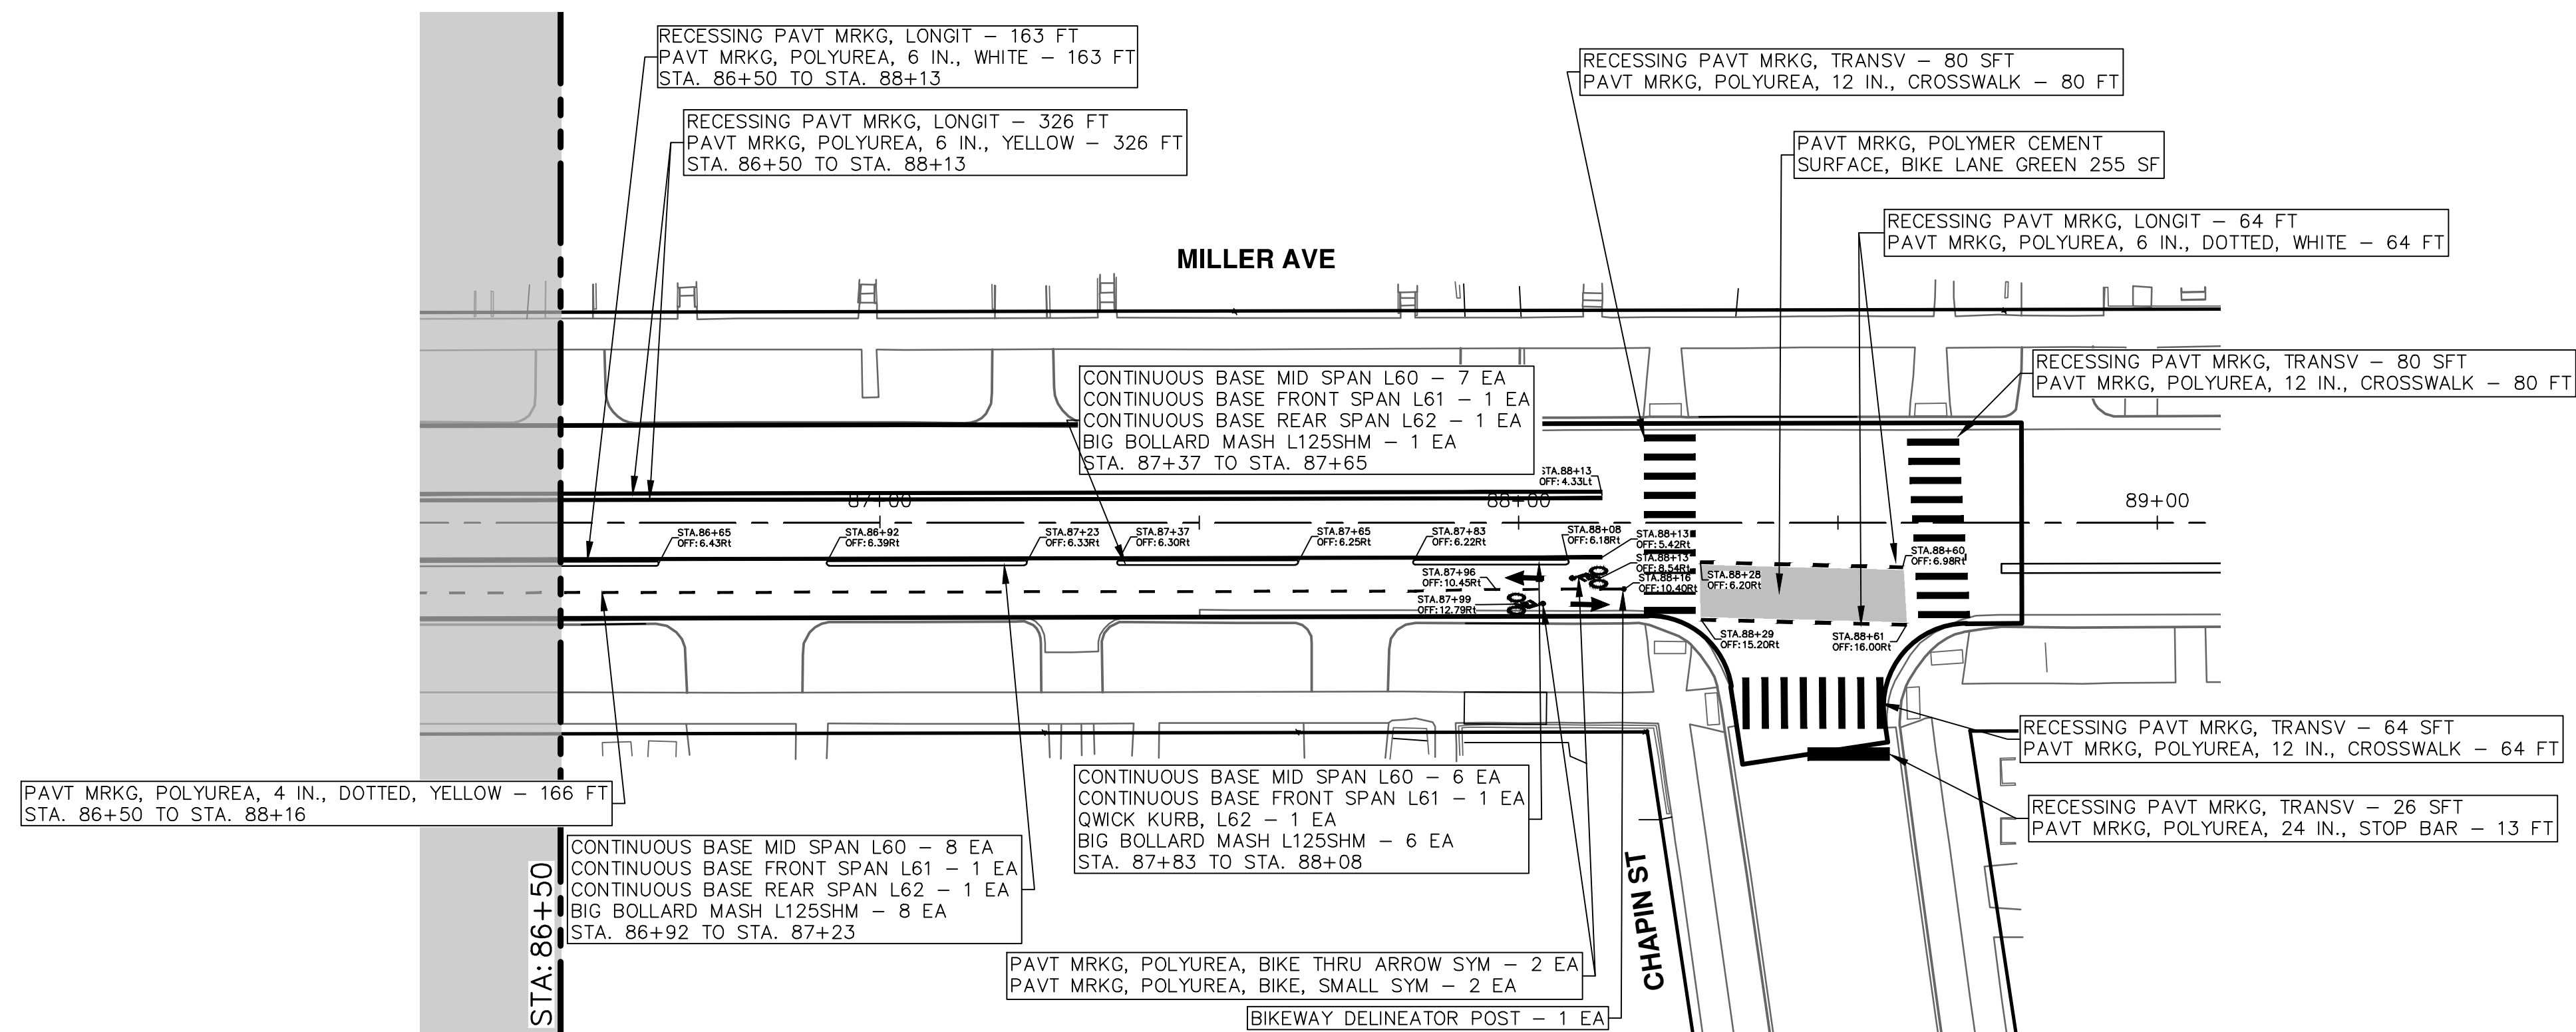 RECESSING PAVT MRKG, LONGIT – 163 FT
PAVT MRKG, POLYUREA, 6 IN., WHITE – 163 FT
STA. 86+50 TO STA. 88+13
RECESSING PAVT MRKG, LONGIT – 326 FT
PAVT MRKG, POLYUREA, 6 IN., YELLOW – 326 FT
STA. 86+50 TO STA. 88+13
RECESSING PAVT MRKG, TRANSV – 80 SFT
PAVT MRKG, POLYUREA, 12 IN., CROSSWALK – 80 FT
PAVT MRKG, POLYMER CEMENT
SURFACE, BIKE LANE GREEN 255 SF
RECESSING PAVT MRKG, LONGIT – 64 FT
PAVT MRKG, POLYUREA, 6 IN., DOTTED, WHITE – 64 FT
MILLER AVE
RECESSING PAVT MRKG, TRANSV – 80 SFT
PAVT MRKG, POLYUREA, 12 IN., CROSSWALK – 80 FT
CONTINUOUS BASE MID SPAN L60 – 7 EA
CONTINUOUS BASE FRONT SPAN L61 – 1 EA
CONTINUOUS BASE REAR SPAN L62 – 1 EA
BIG BOLLARD MASH L125SHM – 1 EA
STA. 87+37 TO STA. 87+65
STA.88+13
OFF: 4.33Lt
87+00
88+00
89+00
STA.86+65
OFF: 6.43Rt
STA.86+92
OFF: 6.39Rt
STA.87+23
OFF: 6.33Rt
STA.87+37
OFF: 6.30Rt
STA.87+65
OFF: 6.25Rt
STA.87+83
OFF: 6.22Rt
STA.88+08
OFF: 6.18Rt
STA.88+13
OFF: 5.42Rt
STA.88+13
OFF: 8.54Rt
STA.88+16
OFF:10.40Rt
STA.87+96
OFF:10.45Rt
STA.87+99
OFF:12.79Rt
STA.88+28
OFF: 6.20Rt
STA.88+60
OFF: 6.98Rt
STA.88+29
OFF:15.20Rt
STA.88+61
OFF:16.00Rt
RECESSING PAVT MRKG, TRANSV – 64 SFT
PAVT MRKG, POLYUREA, 12 IN., CROSSWALK – 64 FT
RECESSING PAVT MRKG, TRANSV – 26 SFT
PAVT MRKG, POLYUREA, 24 IN., STOP BAR – 13 FT
PAVT MRKG, POLYUREA, 4 IN., DOTTED, YELLOW – 166 FT
STA. 86+50 TO STA. 88+16
CONTINUOUS BASE MID SPAN L60 – 6 EA
CONTINUOUS BASE FRONT SPAN L61 – 1 EA
QWICK KURB, L62 – 1 EA
BIG BOLLARD MASH L125SHM – 6 EA
STA. 87+83 TO STA. 88+08
CONTINUOUS BASE MID SPAN L60 – 8 EA
CONTINUOUS BASE FRONT SPAN L61 – 1 EA
CONTINUOUS BASE REAR SPAN L62 – 1 EA
BIG BOLLARD MASH L125SHM – 8 EA
STA. 86+92 TO STA. 87+23
STA: 86+50
CHAPIN ST
PAVT MRKG, POLYUREA, BIKE THRU ARROW SYM – 2 EA
PAVT MRKG, POLYUREA, BIKE, SMALL SYM – 2 EA
BIKEWAY DELINEATOR POST – 1 EA